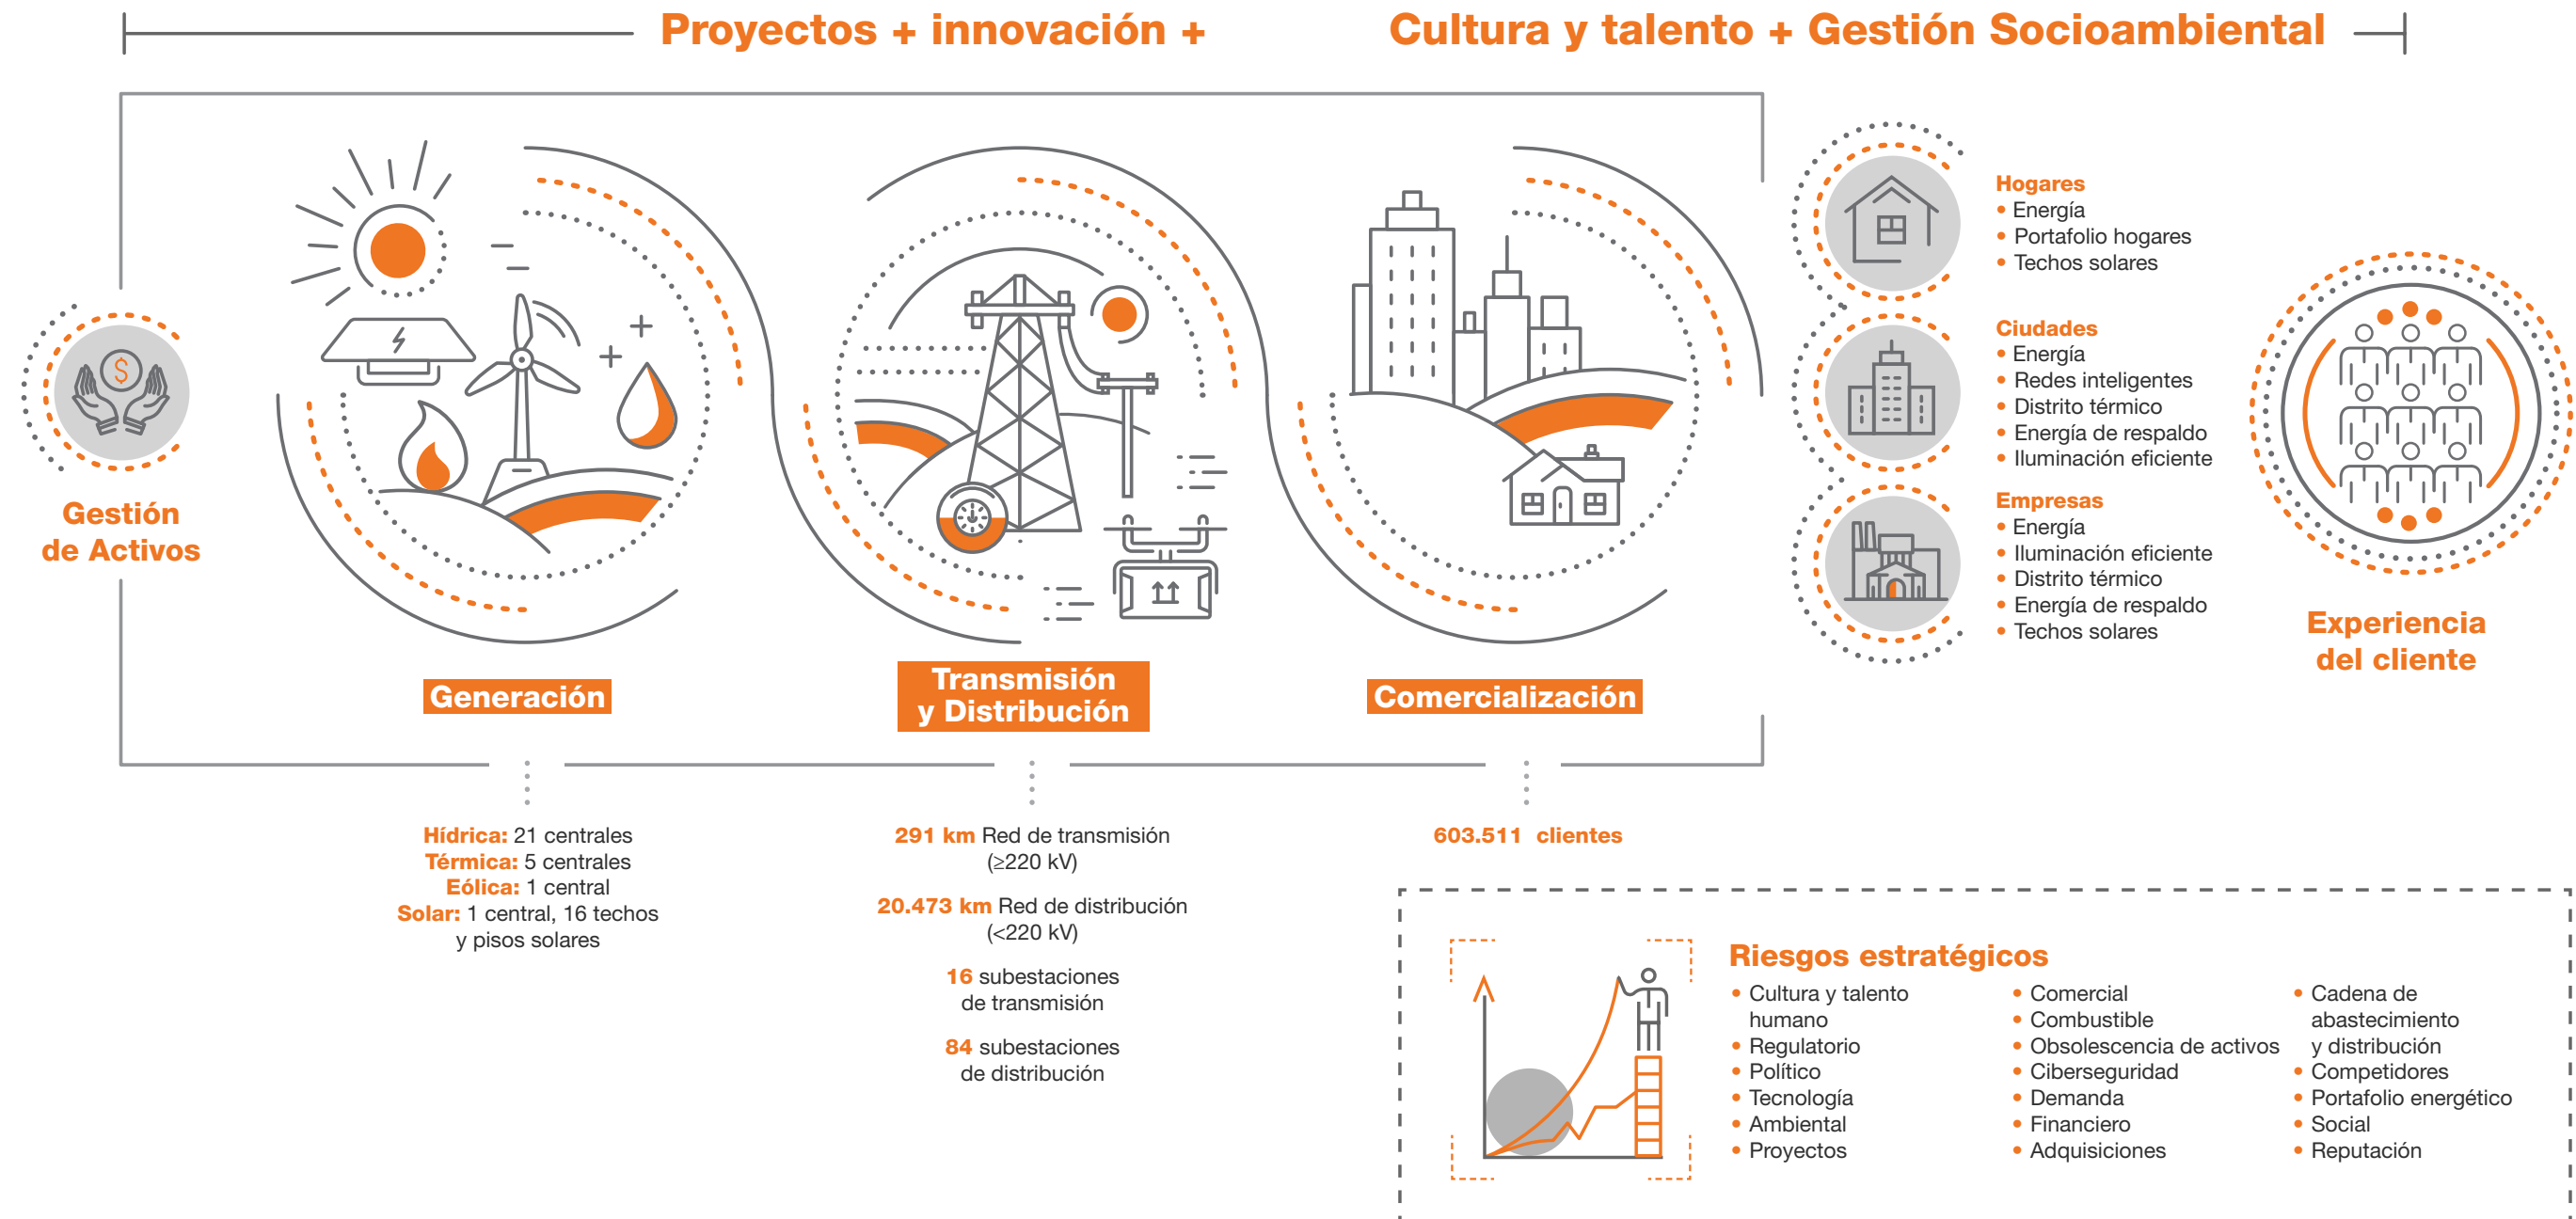 Proyectos + innovación +
Cultura y talento + Gestión Socioambiental
Gestión
de Activos
$
Generación
Transmisión
y Distribución
Comercialización
Hogares
• Energía
• Portafolio hogares
• Techos solares
Ciudades
• Energía
• Redes inteligentes
• Distrito térmico
• Energía de respaldo
• Iluminación eficiente
Empresas
• Energía
• Iluminación eficiente
• Distrito térmico
• Energía de respaldo
• Techos solares
Experiencia
del cliente
Hídrica: 21 centrales
Térmica: 5 centrales
Eólica: 1 central
Solar: 1 central, 16 techos
y pisos solares
291 km Red de transmisión
(≥220 kV)
20.473 km Red de distribución
(<220 kV)
16 subestaciones
de transmisión
84 subestaciones
de distribución
603.511 clientes
Riesgos estratégicos
• Cultura y talento
humano
• Regulatorio
• Político
• Tecnología
• Ambiental
• Proyectos
• Comercial
• Combustible
• Obsolescencia de activos
• Ciberseguridad
• Demanda
• Financiero
• Adquisiciones
• Cadena de
abastecimiento
y distribución
• Competidores
• Portafolio energético
• Social
• Reputación